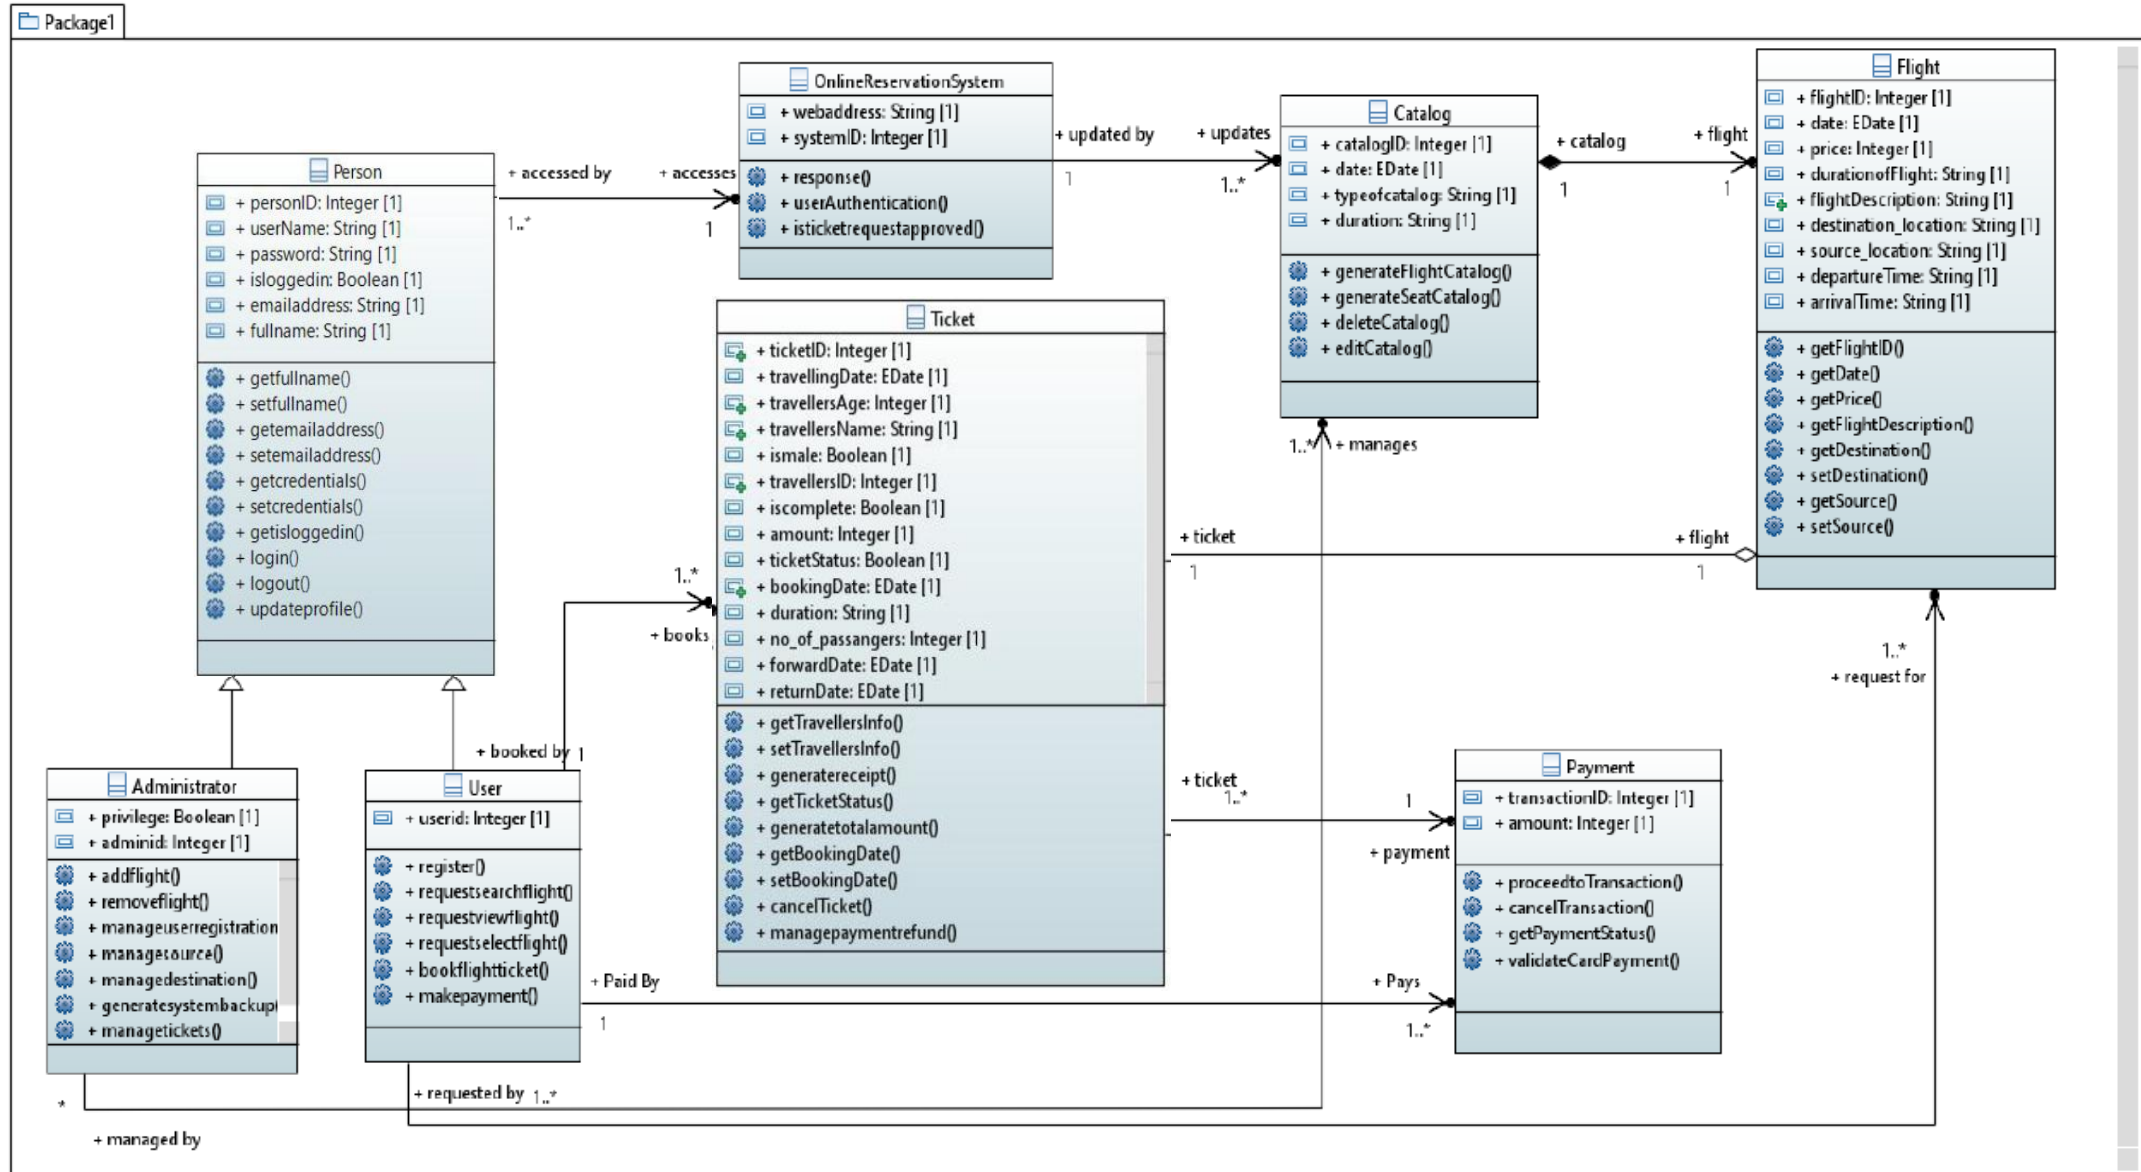 Package1
Person
+ personID: Integer [1]
+ userName: String [1]
+ password: String [1]
+ isloggedin: Boolean [1]
+ emailaddress: String [1]
+ fullname: String [1]
+ getfullname()
+ setfullname()
+ getemailaddress()
+ setemailaddress()
+ getcredentials()
+ setcredentials()
+ getisloggedin()
+ login()
+ logout()
+ updateprofile()
+ accessed by
1..*
+ accesses
1
OnlineReservationSystem
+ webaddress: String [1]
+ systemID: Integer [1]
+ response()
+ userAuthentication()
+ isticketrequestapproved()
+ updated by
1
+ updates
1..*
Catalog
+ catalogID: Integer [1]
+ date: EDate [1]
+ typeofcatalog: String [1]
+ duration: String [1]
+ generateFlightCatalog()
+ generateSeatCatalog()
+ deleteCatalog()
+ editCatalog()
1..*
+ manages
+ catalog
1
+ flight
1
Flight
+ flightID: Integer [1]
+ date: EDate [1]
+ price: Integer [1]
+ durationofFlight: String [1]
+ flightDescription: String [1]
+ destination_location: String [1]
+ source_location: String [1]
+ departureTime: String [1]
+ arrivalTime: String [1]
+ getFlightID()
+ getDate()
+ getPrice()
+ getFlightDescription()
+ getDestination()
+ setDestination()
+ getSource()
+ setSource()
1..*
+ request for
Ticket
+ ticketID: Integer [1]
+ travellingDate: EDate [1]
+ travellersAge: Integer [1]
+ travellersName: String [1]
+ ismale: Boolean [1]
+ travellersID: Integer [1]
+ iscomplete: Boolean [1]
+ amount: Integer [1]
+ ticketStatus: Boolean [1]
+ bookingDate: EDate [1]
+ duration: String [1]
+ no_of_passangers: Integer [1]
+ forwardDate: EDate [1]
+ returnDate: EDate [1]
+ getTravellersInfo()
+ setTravellersInfo()
+ generatereceipt()
+ getTicketStatus()
+ generatetotalamount()
+ getBookingDate()
+ setBookingDate()
+ cancelTicket()
+ managepaymentrefund()
1..*
+ books
+ booked by 1
+ ticket
1
+ flight
1
+ ticket
1..*
1
+ payment
Payment
+ transactionID: Integer [1]
+ amount: Integer [1]
+ proceedtoTransaction()
+ cancelTransaction()
+ getPaymentStatus()
+ validateCardPayment()
Administrator
+ privilege: Boolean [1]
+ adminid: Integer [1]
+ addflight()
+ removeflight()
+ manageuserregistration
+ managesource()
+ managedestination()
+ generatesystembackup(
+ managetickets()
User
+ userid: Integer [1]
+ register()
+ requestsearchflight()
+ requestviewflight()
+ requestselectflight()
+ bookflightticket()
+ makepayment()
+ Paid By
1
+ Pays
1..*
+ requested by 1..*
*
+ managed by